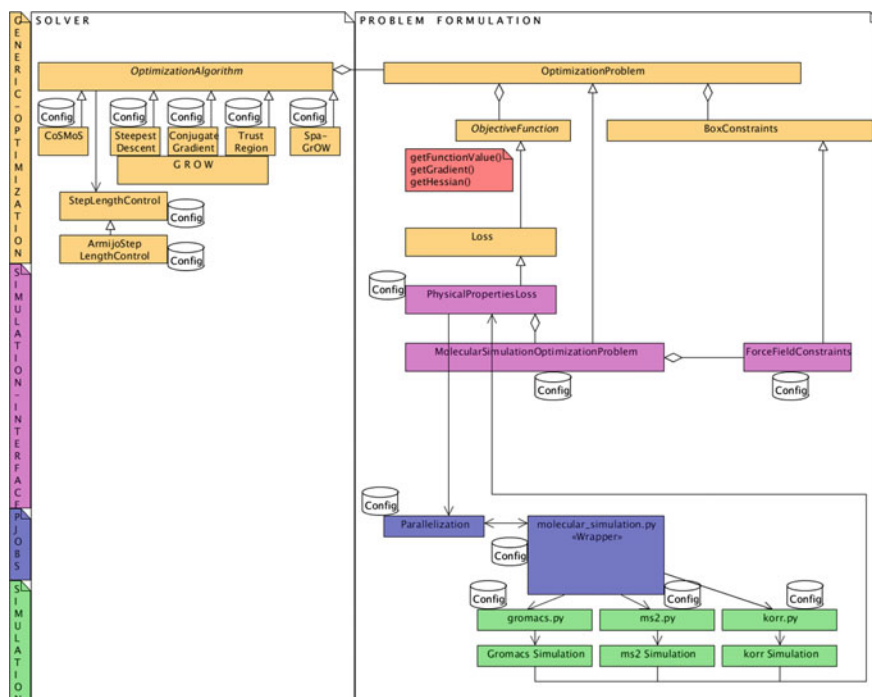 SOLVER
PROBLEM FORMULATION
GENERIC-OPTIMIZATION
OptimizationAlgorithm
OptimizationProblem
Config
Config
Config
Config
Config
CoSMoS
Steepest
Descent
Conjugate
Gradient
Trust
Region
Spa-
GrOW
GROW
ObjectiveFunction
BoxConstraints
getFunctionValue()
getGradient()
getHessian()
StepLengthControl
Config
ArmijoStep
LengthControl
Config
Loss
SIMULATION-INTERFACE
Config
PhysicalPropertiesLoss
MolecularSimulationOptimizationProblem
ForceFieldConstraints
Config
Config
PJOBS
Config
Parallelization
molecular_simulation.py
«Wrapper»
Config
SIMULATION
Config
Config
Config
gromacs.py
ms2.py
korr.py
Gromacs Simulation
ms2 Simulation
korr Simulation